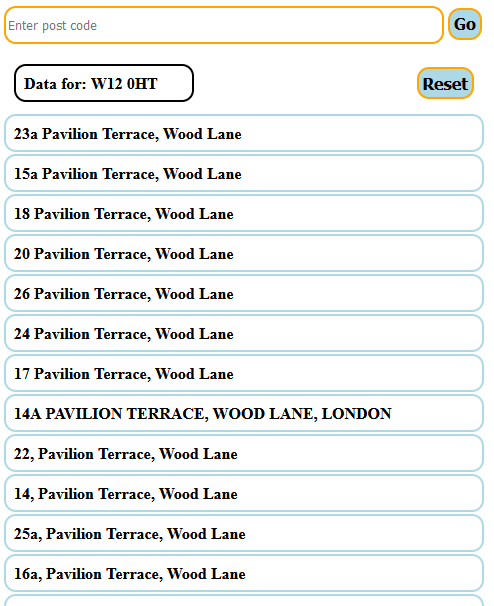 Enter post code
Go
Data for: W12 0HT
Reset
23a Pavilion Terrace, Wood Lane
15a Pavilion Terrace, Wood Lane
18 Pavilion Terrace, Wood Lane
20 Pavilion Terrace, Wood Lane
26 Pavilion Terrace, Wood Lane
24 Pavilion Terrace, Wood Lane
17 Pavilion Terrace, Wood Lane
14A PAVILION TERRACE, WOOD LANE, LONDON
22, Pavilion Terrace, Wood Lane
14, Pavilion Terrace, Wood Lane
25a, Pavilion Terrace, Wood Lane
16a, Pavilion Terrace, Wood Lane